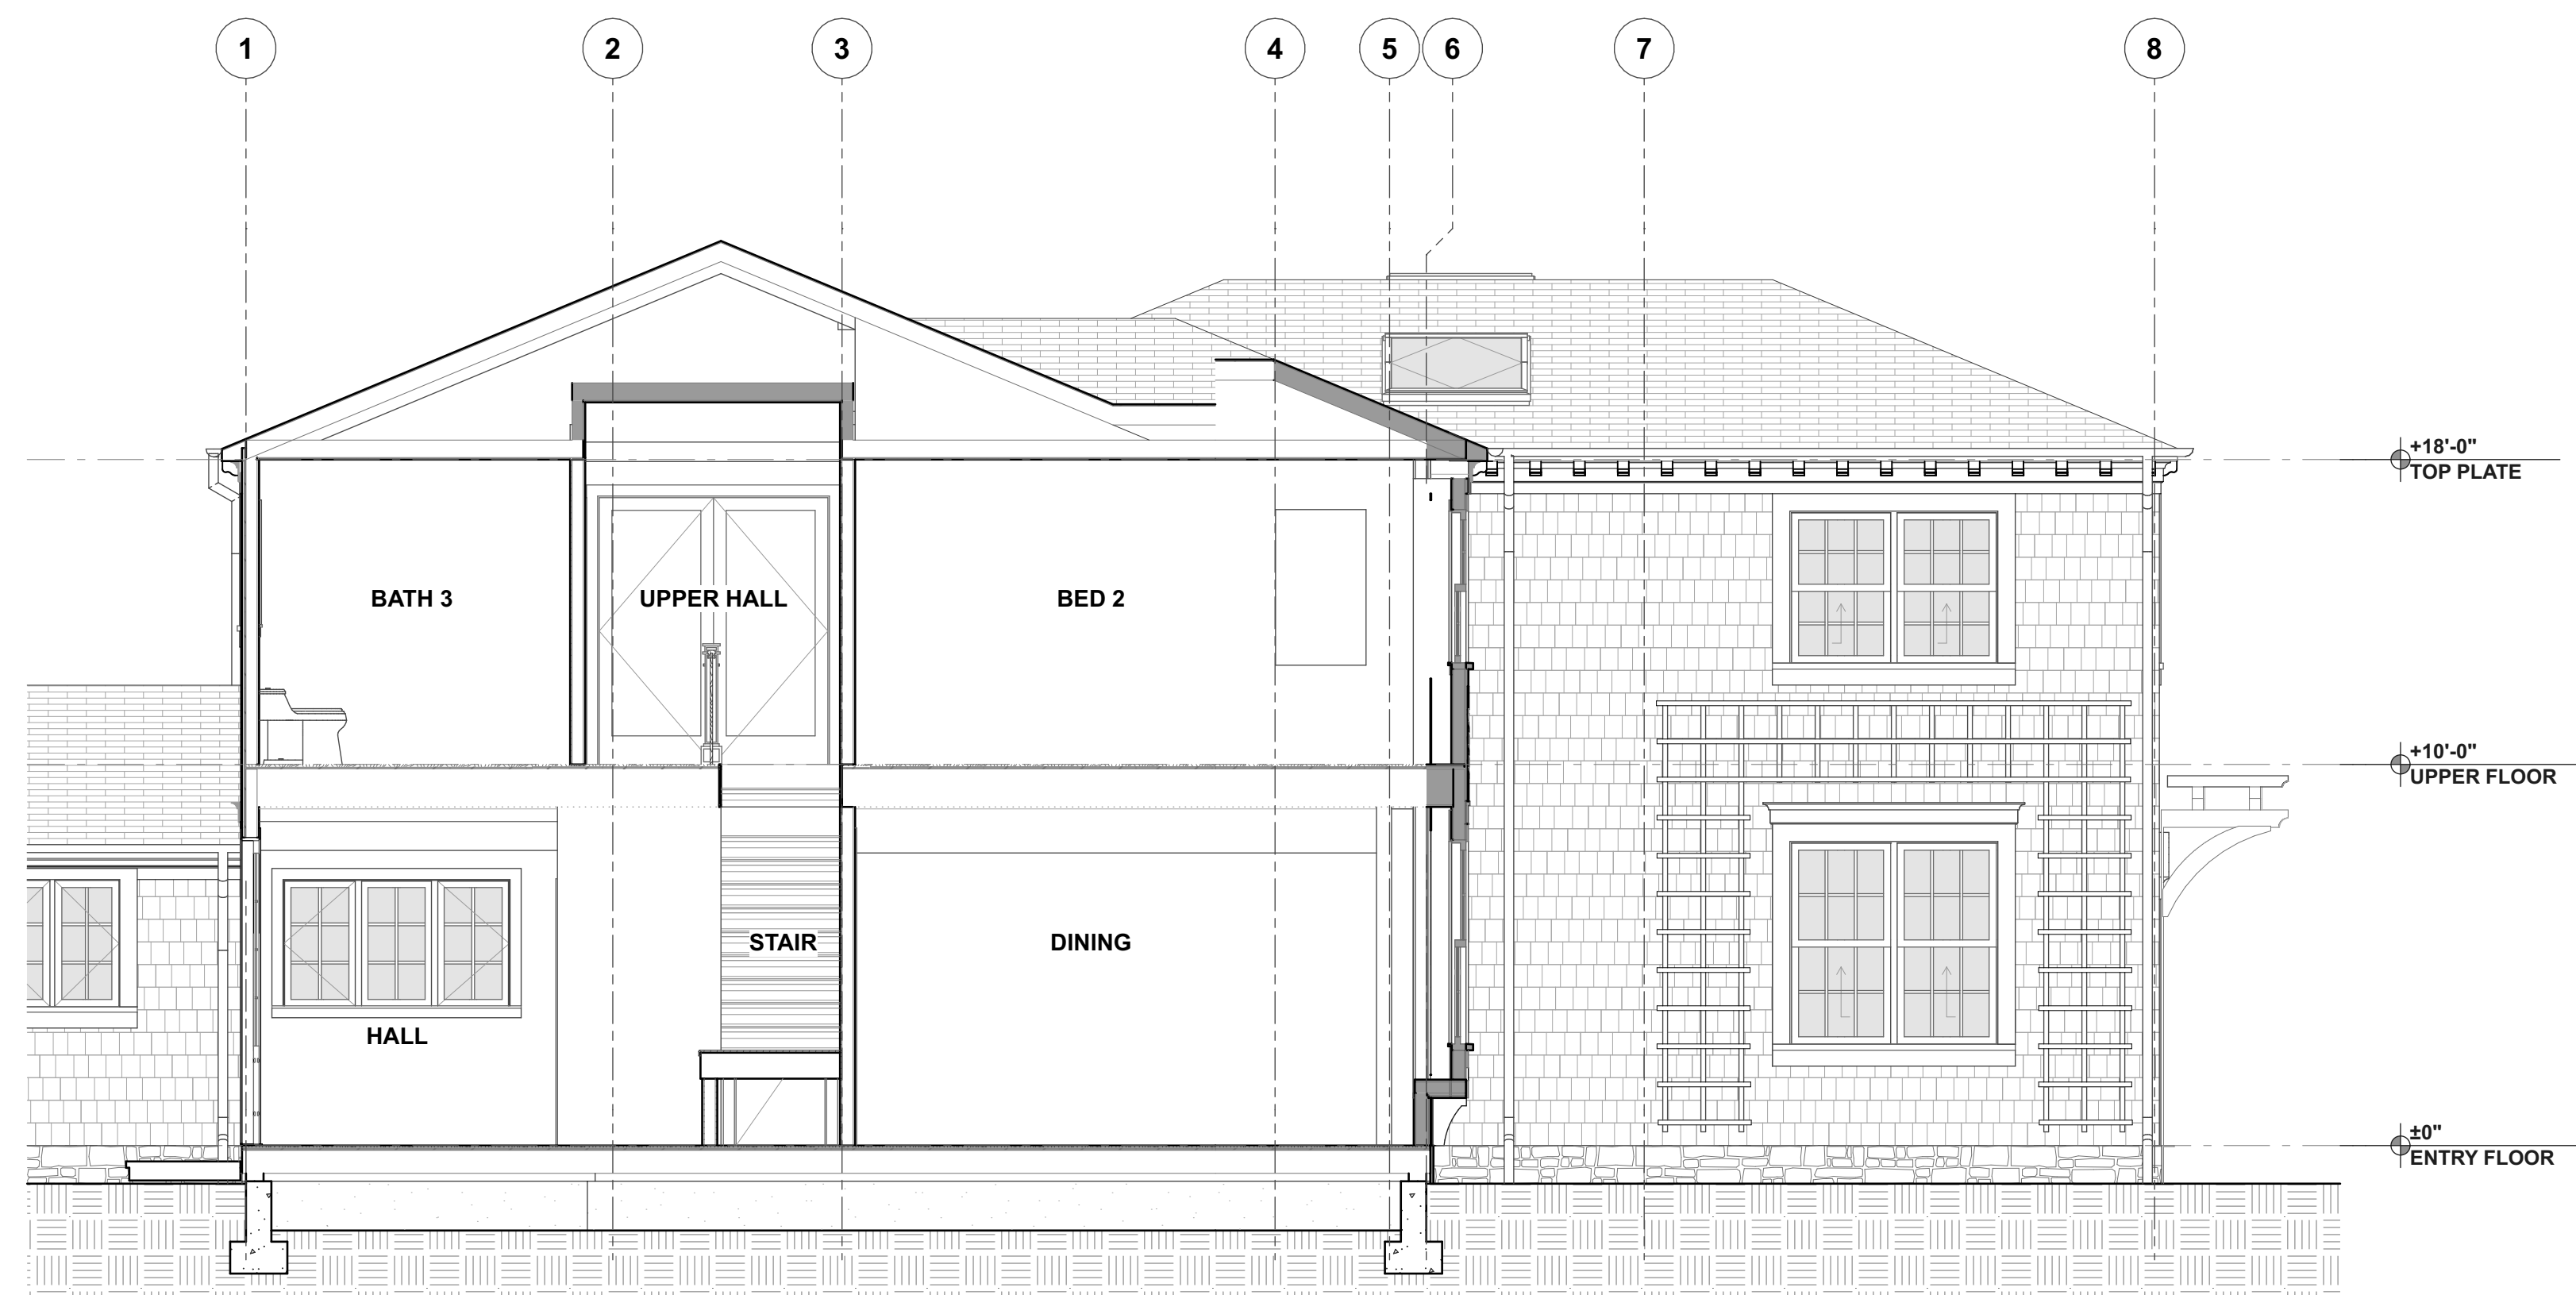 1
2
3
4
5
6
7
8
+18'-0"
TOP PLATE
BATH 3
UPPER HALL
BED 2
+10'-0"
UPPER FLOOR
STAIR
DINING
HALL
±0"
ENTRY FLOOR